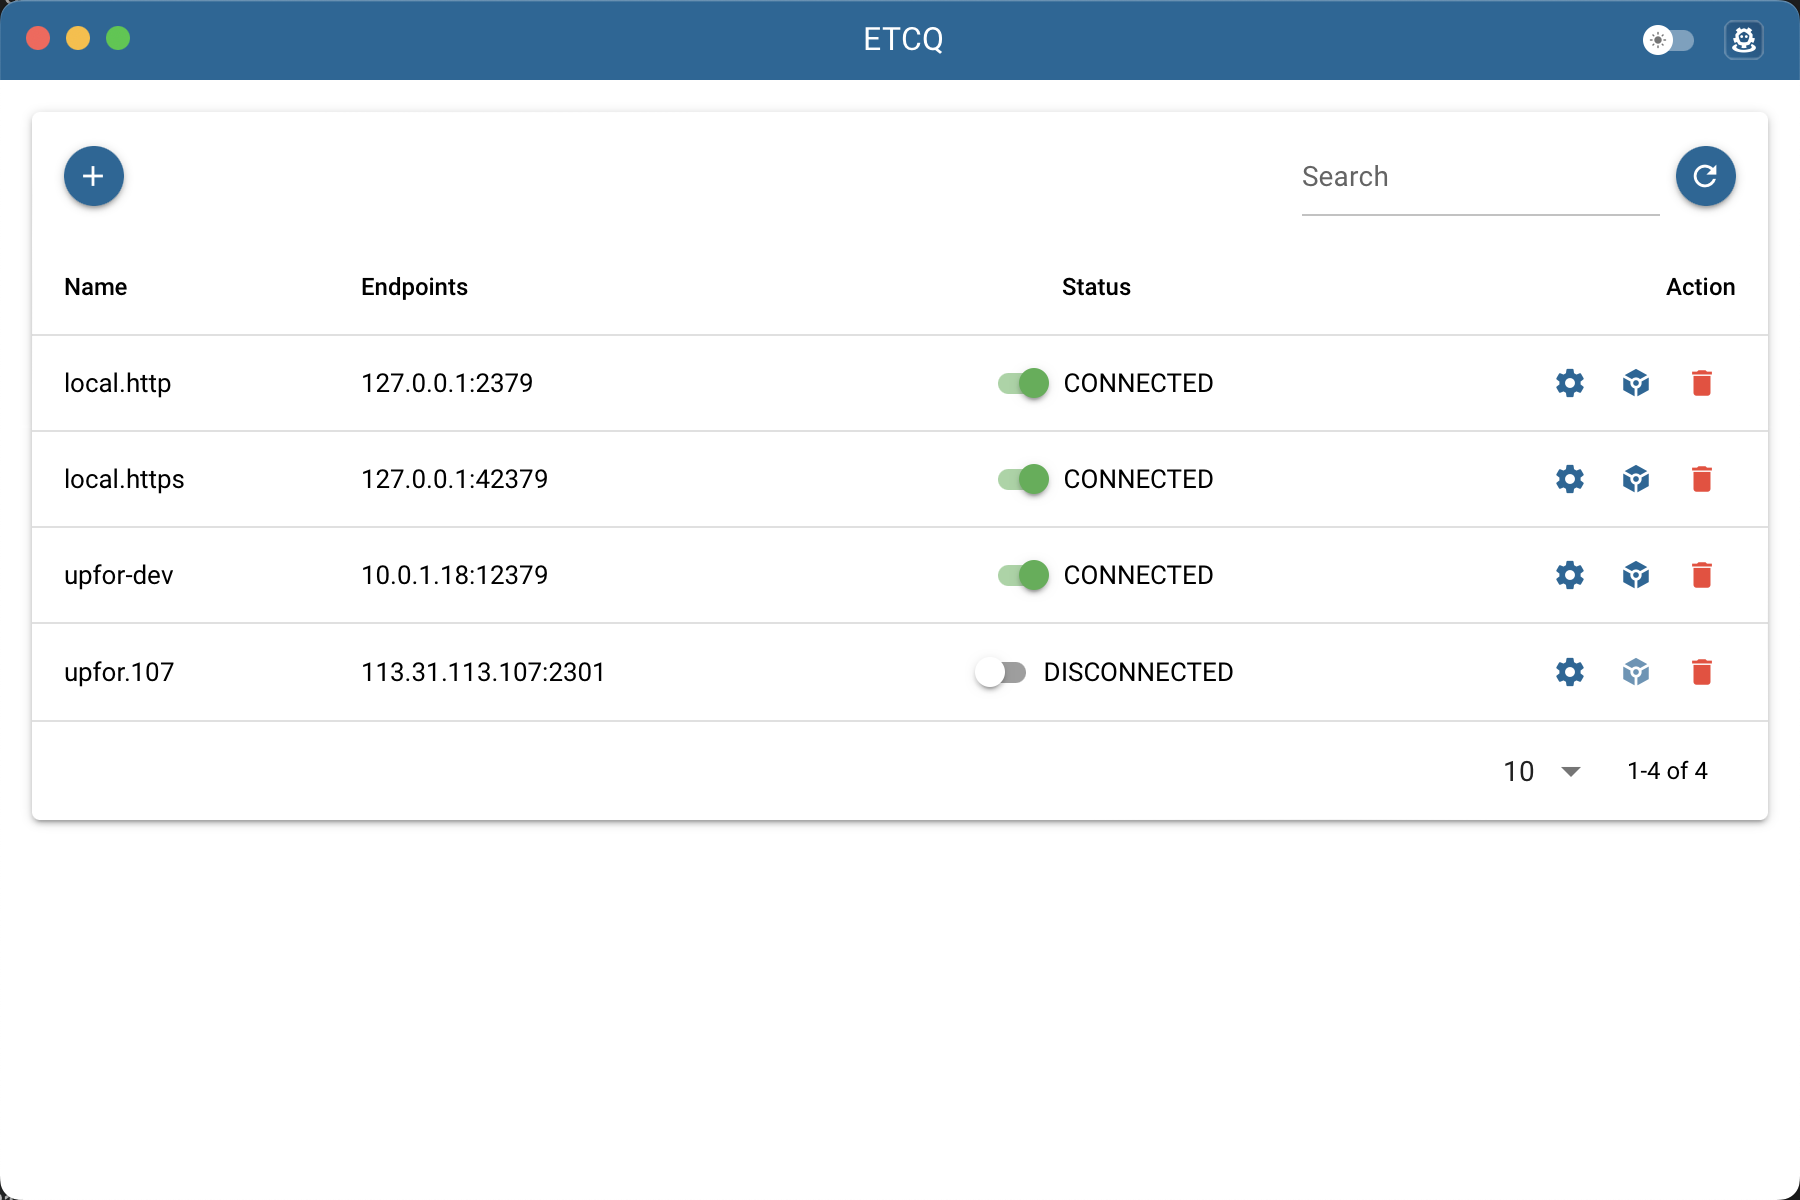 ETCQ
Search
Name Endpoints Status Action
local.http 127.0.0.1:2379 CONNECTED
local.https 127.0.0.1:42379 CONNECTED
upfor-dev 10.0.1.18:12379 CONNECTED
upfor.107 113.31.113.107:2301 DISCONNECTED
10 1-4 of 4